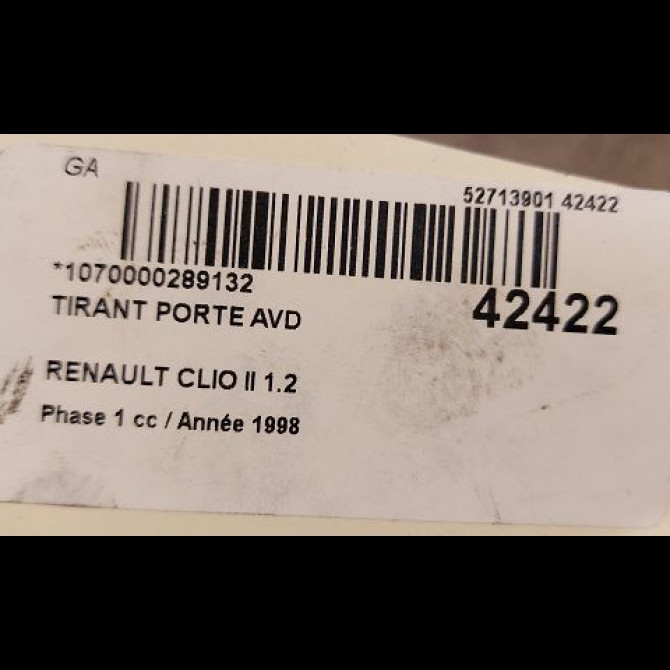 GA
52713901 42422
*1070000289132
42422
TIRANT PORTE AVD
RENAULT CLIO II 1.2
Phase 1 cc / Année 1998